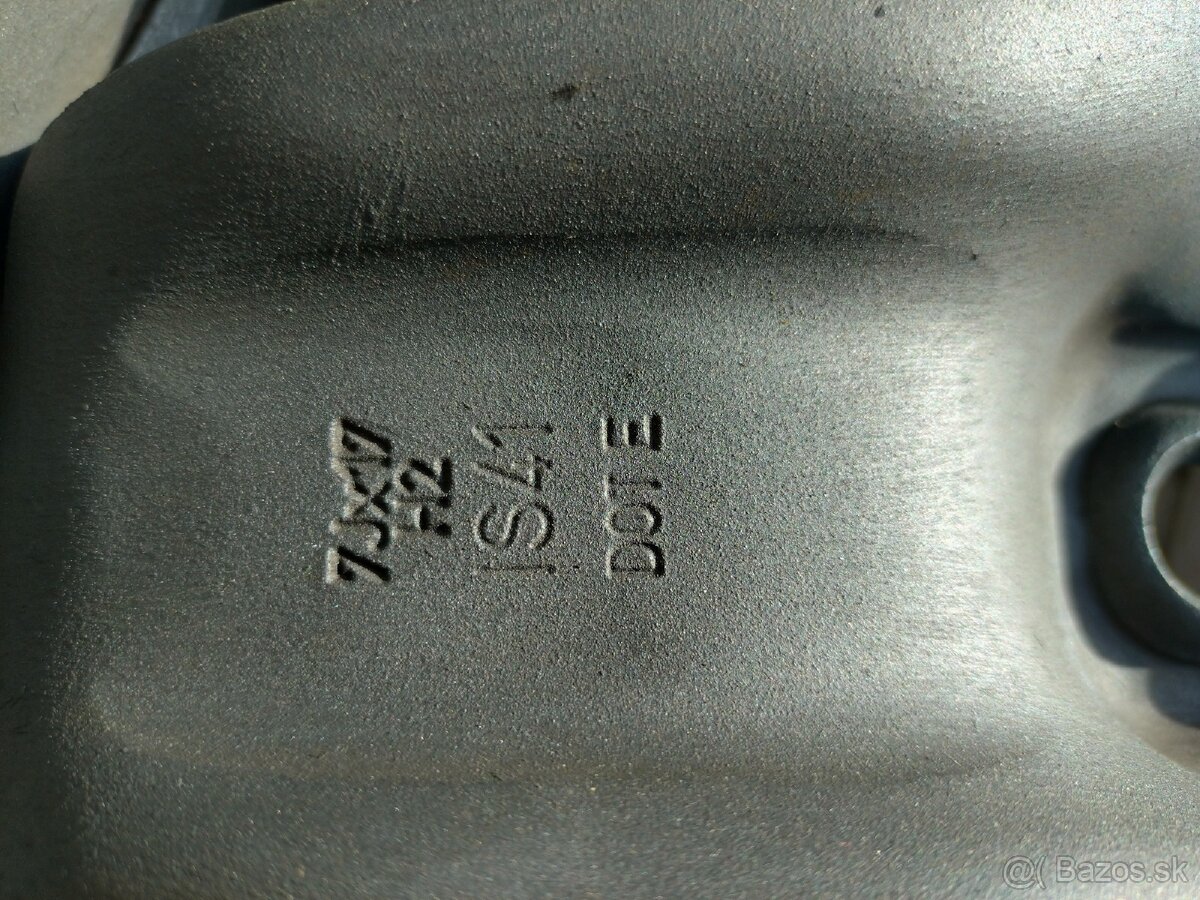 7Jx17
H2
IS41
DOT E
@( Bazos.sk